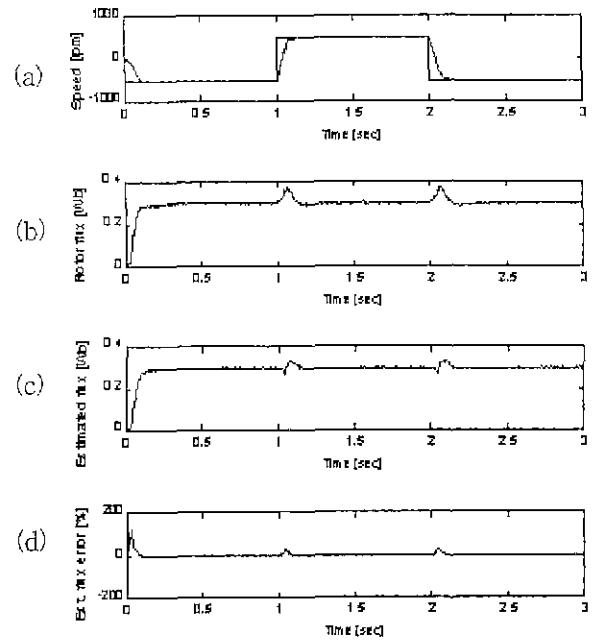 (a)
Speed [rpm]
1000
0
-1000
0 0.5 1 1.5 2 2.5 3
Time [sec]
(b)
Rotor flux [Wb]
0.4
0.2
0
0 0.5 1 1.5 2 2.5 3
Time [sec]
(c)
Estimated flux [Wb]
0.4
0.2
0
0 0.5 1 1.5 2 2.5 3
Time [sec]
(d)
Est. flux error [%]
200
0
-200
0 0.5 1 1.5 2 2.5 3
Time [sec]